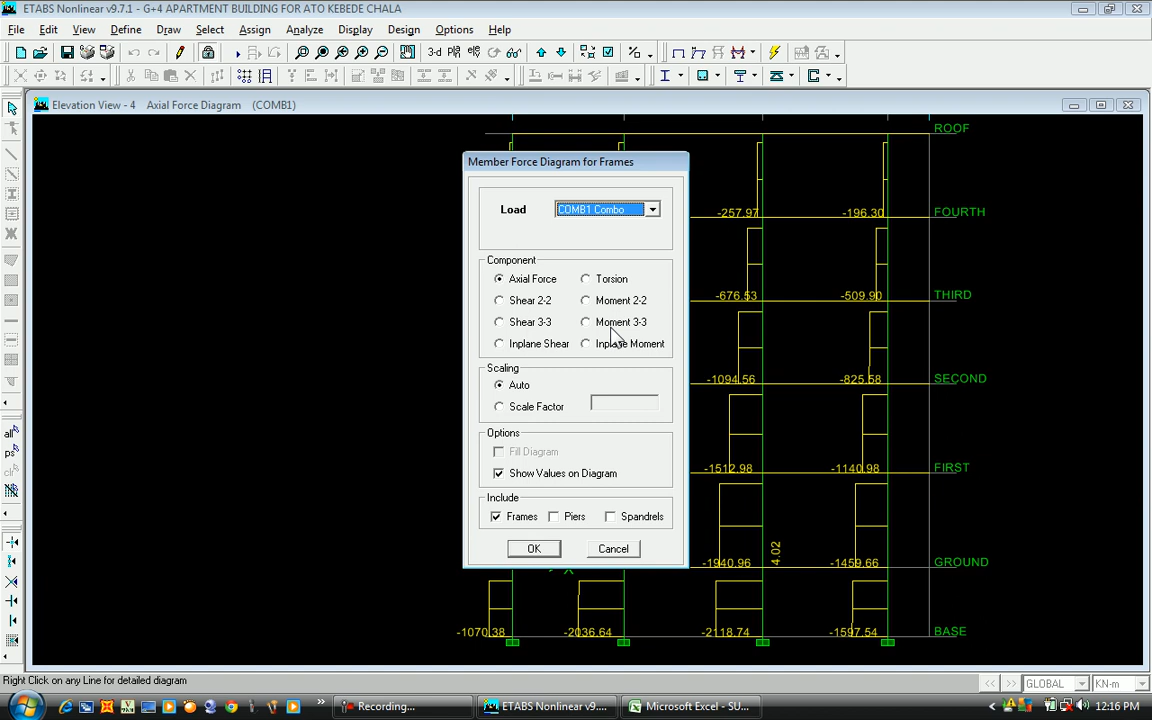 ETABS Nonlinear v9.7.1 - G+4 APARTMENT BUILDING FOR ATO KEBEDE CHALA
File Edit View Define Draw Select Assign Analyze Display Design Options Help
3-d
Elevation View - 4 Axial Force Diagram (COMB1)
ROOF
Member Force Diagram for Frames
Load COMB1 Combo
-257.97 -196.30 FOURTH
Component
Axial Force Torsion
Shear 2-2 Moment 2-2
-676.53 -509.90 THIRD
Shear 3-3 Moment 3-3
Inplane Shear Inplane Moment
Scaling
-1094.56 -825.58 SECOND
Auto
Scale Factor
Options
Fill Diagram
-1512.98 -1140.98 FIRST
Show Values on Diagram
Include
Frames Piers Spandrels
OK Cancel
4.02
-1940.96 -1459.66 GROUND
X
-1070.38 -2036.64 -2118.74 -1597.54 BASE
all
ps
clr
Right Click on any Line for detailed diagram
GLOBAL KN-m
Recording... ETABS Nonlinear v9.... Microsoft Excel - SU... 12:16 PM